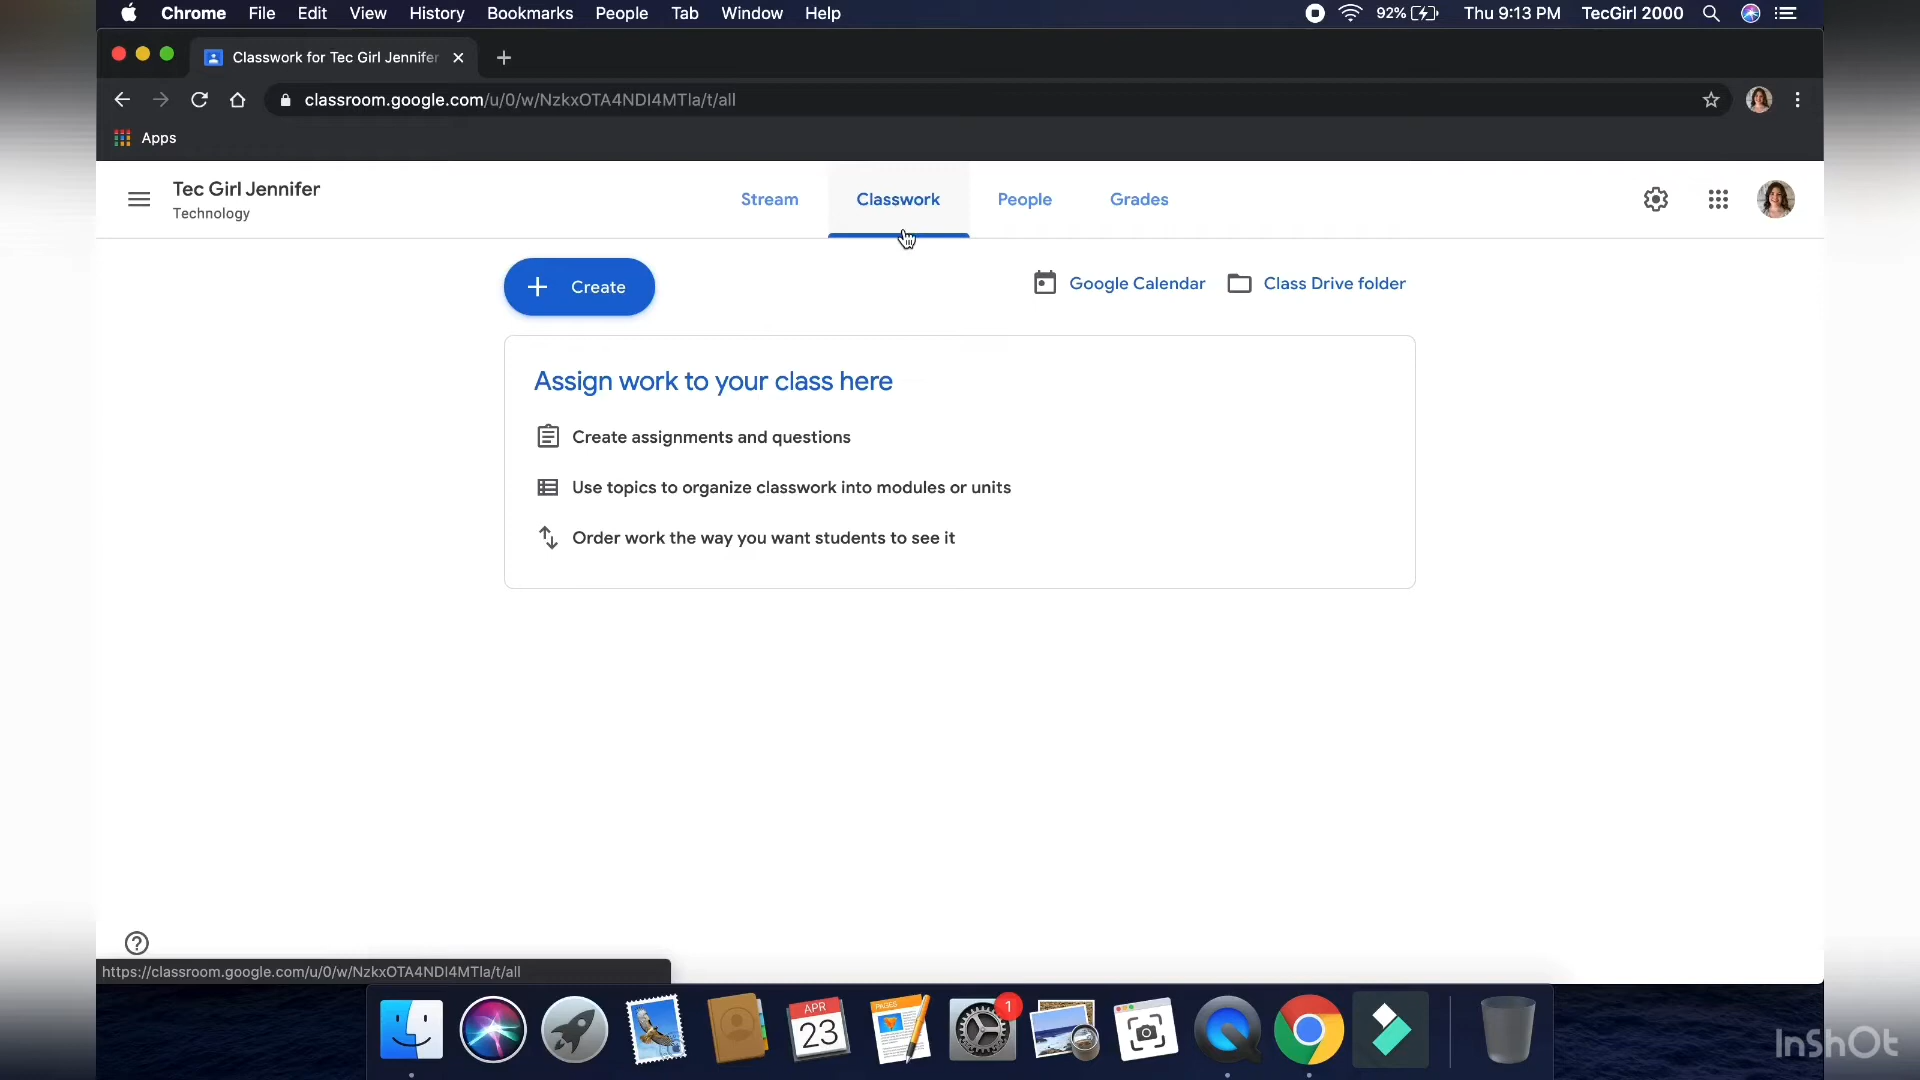 Chrome File Edit View History Bookmarks People Tab Window Help 92% Thu 9:13 PM TecGirl 2000
Classwork for Tec Girl Jennifer
classroom.google.com/u/0/w/NzkxOTA4NDI4MTIa/t/all
Apps
Tec Girl Jennifer
Technology
Stream Classwork People Grades
Create Google Calendar Class Drive folder
Assign work to your class here
Create assignments and questions
Use topics to organize classwork into modules or units
Order work the way you want students to see it
https://classroom.google.com/u/0/w/NzkxOTA4NDI4MTIa/t/all
APR
23
PAGES
1
InShOt